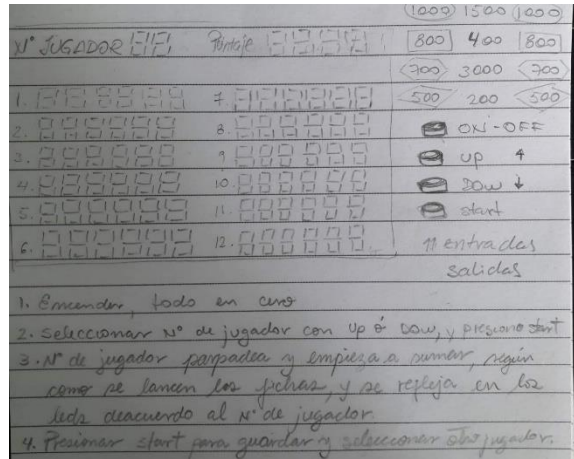 1000 1500 1000
N° JUGADOR Puntaje 800 400 800
700 3000 700
1. 7. 500 200 500
2. 8. ON-OFF
3. 9 UP ↑
4. 10. DOW ↓
5. 11. start
6. 12. 11 entradas
salidas
1. Encender, todo en cero
2. Seleccionar N° de jugador con up ó DOW, y presiono start
3. N° de jugador parpadea y empieza a sumar, según
como se lancen las fichas, y se refleja en los
leds deacuerdo al N° de jugador.
4. Presionar start para guardar y seleccionar otro jugador.